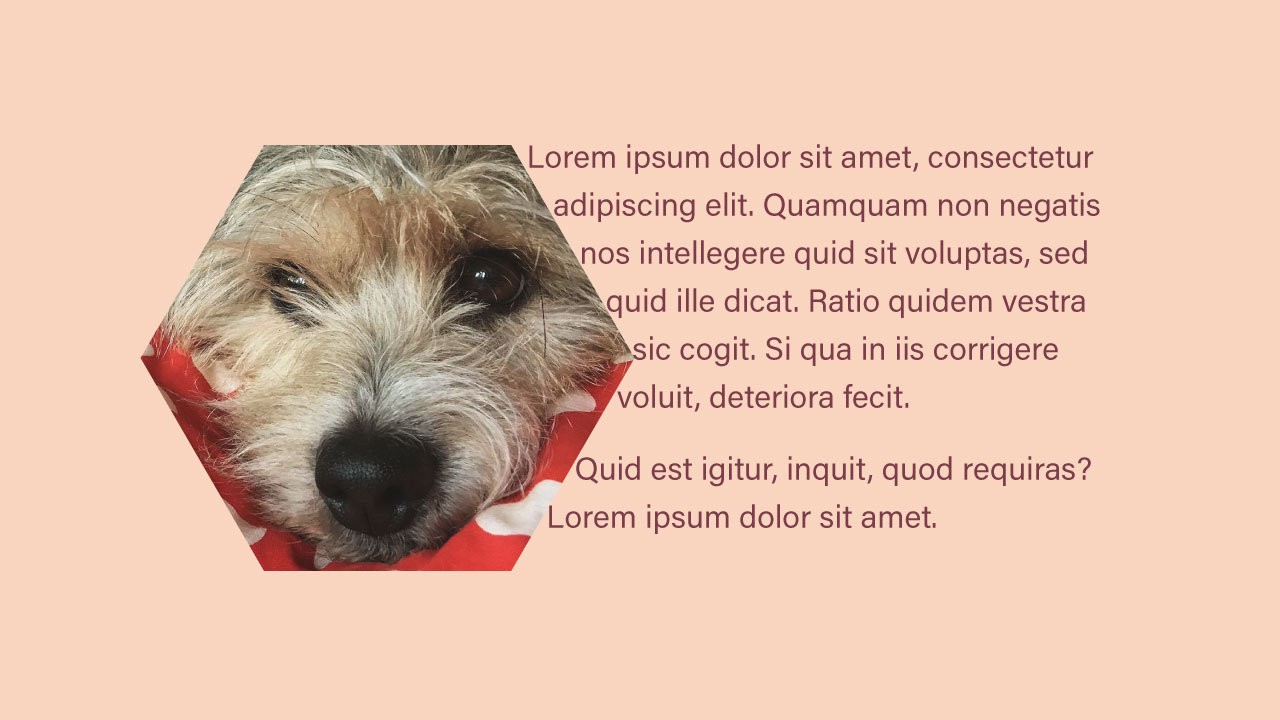 Lorem ipsum dolor sit amet, consectetur
adipiscing elit. Quamquam non negatis
nos intellegere quid sit voluptas, sed
quid ille dicat. Ratio quidem vestra
sic cogit. Si qua in iis corrigere
voluit, deteriora fecit.
Quid est igitur, inquit, quod requiras?
Lorem ipsum dolor sit amet.